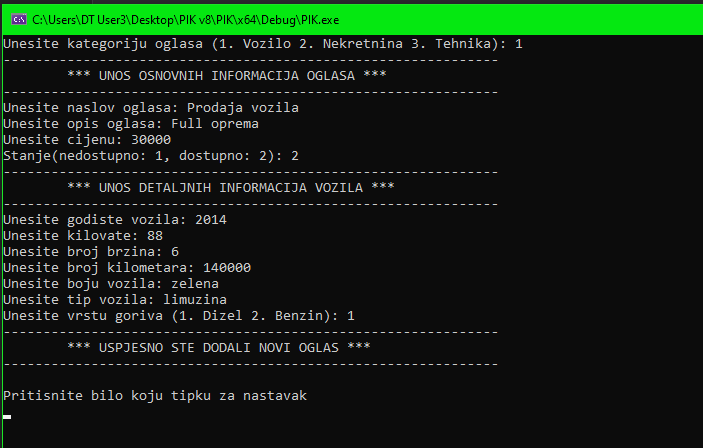 C:\Users\DT User3\Desktop\PIK v8\PIK\x64\Debug\PIK.exe
Unesite kategoriju oglasa (1. Vozilo 2. Nekretnina 3. Tehnika): 1
--------------------------------------------------------------
*** UNOS OSNOVNIH INFORMACIJA OGLASA ***
--------------------------------------------------------------
Unesite naslov oglasa: Prodaja vozila
Unesite opis oglasa: Full oprema
Unesite cijenu: 30000
Stanje(nedostupno: 1, dostupno: 2): 2
--------------------------------------------------------------
*** UNOS DETALJNIH INFORMACIJA VOZILA ***
--------------------------------------------------------------
Unesite godiste vozila: 2014
Unesite kilovate: 88
Unesite broj brzina: 6
Unesite broj kilometara: 140000
Unesite boju vozila: zelena
Unesite tip vozila: limuzina
Unesite vrstu goriva (1. Dizel 2. Benzin): 1
--------------------------------------------------------------
*** USPJESNO STE DODALI NOVI OGLAS ***
--------------------------------------------------------------
Pritisnite bilo koju tipku za nastavak